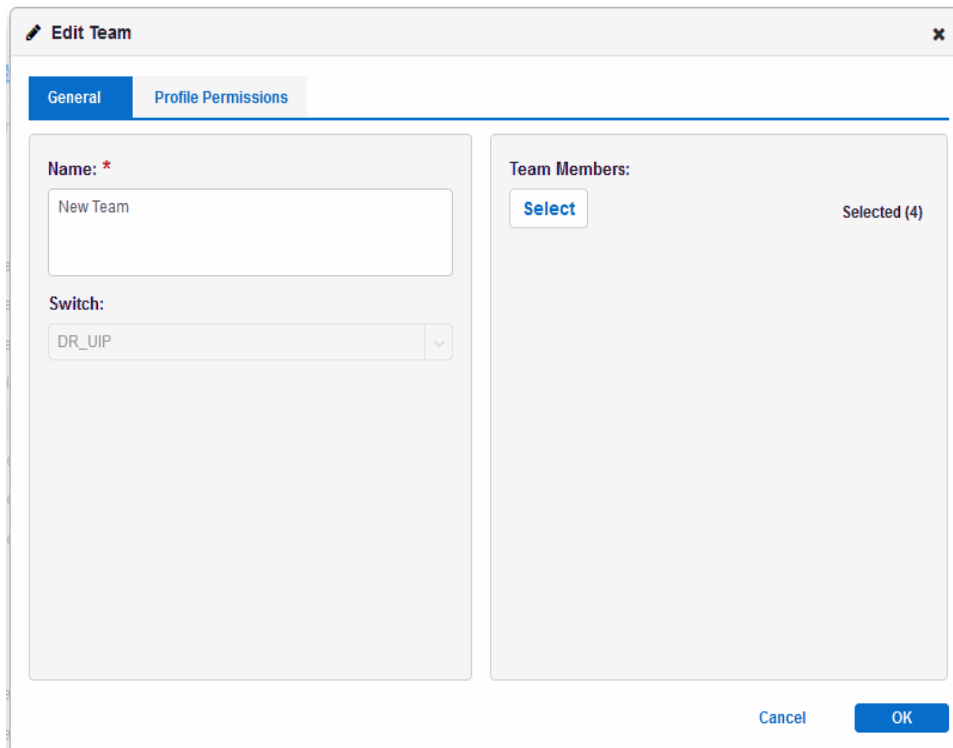 Edit Team
General
Profile Permissions
Name: *
New Team
Switch:
DR_UIP
Team Members:
Select
Selected (4)
Cancel
OK